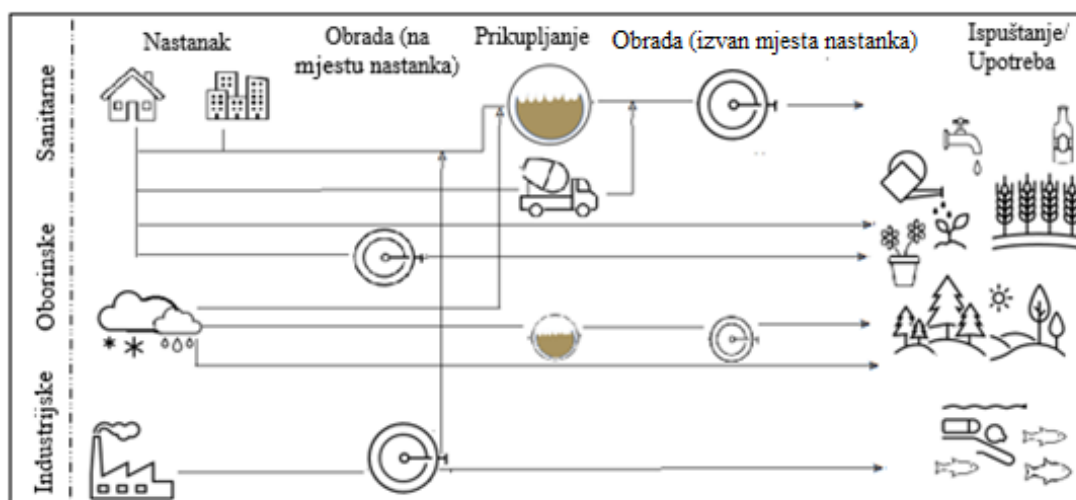 Nastanak
Obrada (na
mjestu nastanka)
Prikupljanje
Obrada (izvan mjesta nastanka)
Ispuštanje/
Upotreba
Sanitarne
Oborinske
Industrijske